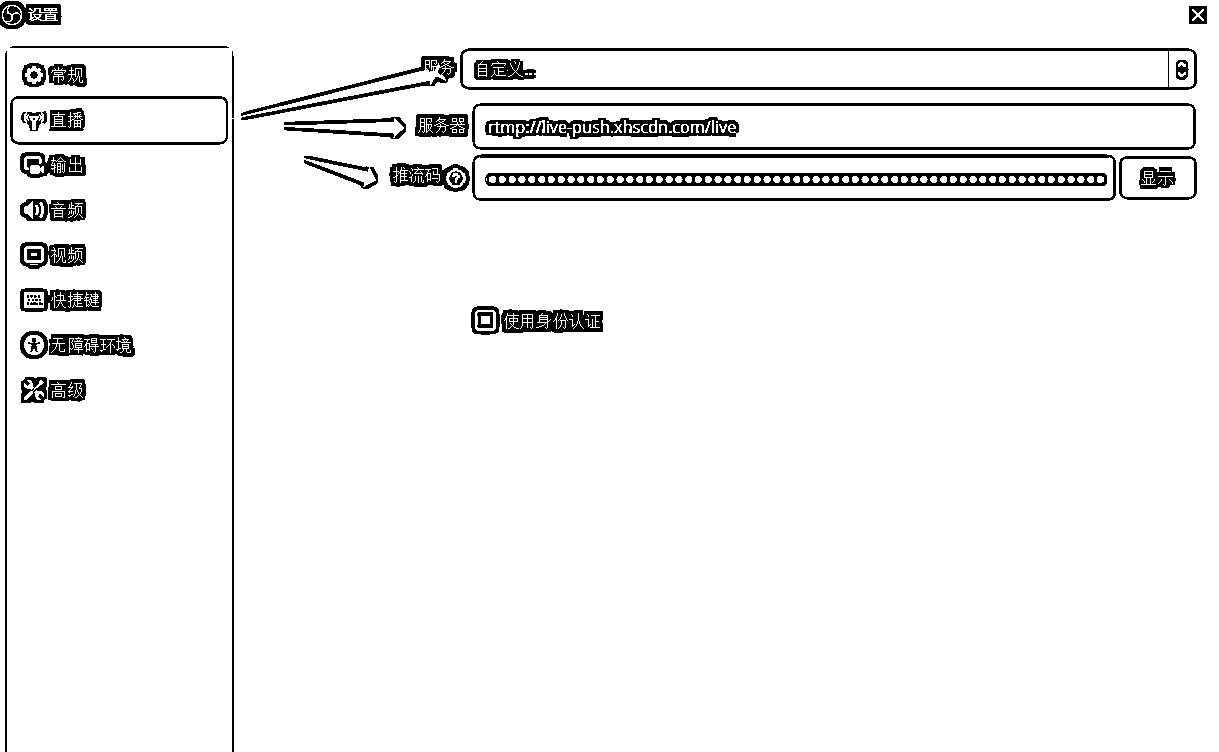 设置
常规
直播
输出
音频
视频
快捷键
无障碍环境
高级
服务
自定义...
服务器
rtmp://live-push.xhscdn.com/live
推流码
显示
使用身份认证